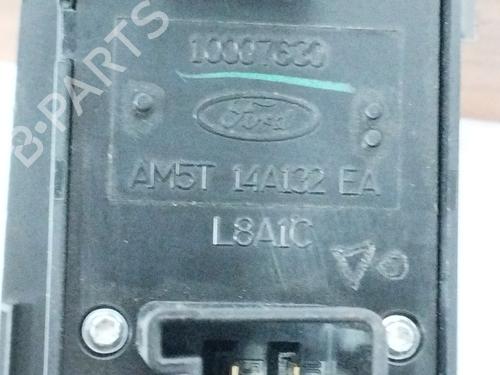 10007630
Ford
AM5T 14A132 EA
L8A1C
B-PARTS